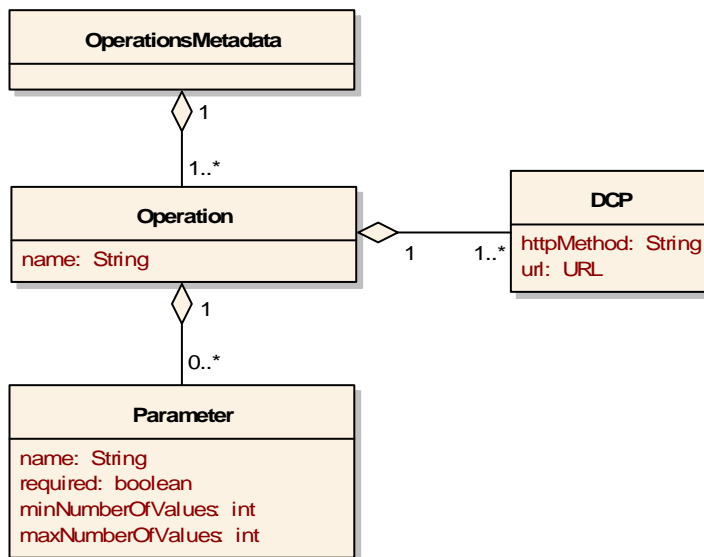 OperationsMetadata
1
1..*
Operation
name: String
1
1..*
DCP
httpMethod: String
url: URL
1
0..*
Parameter
name: String
required: boolean
minNumberOfValues: int
maxNumberOfValues: int